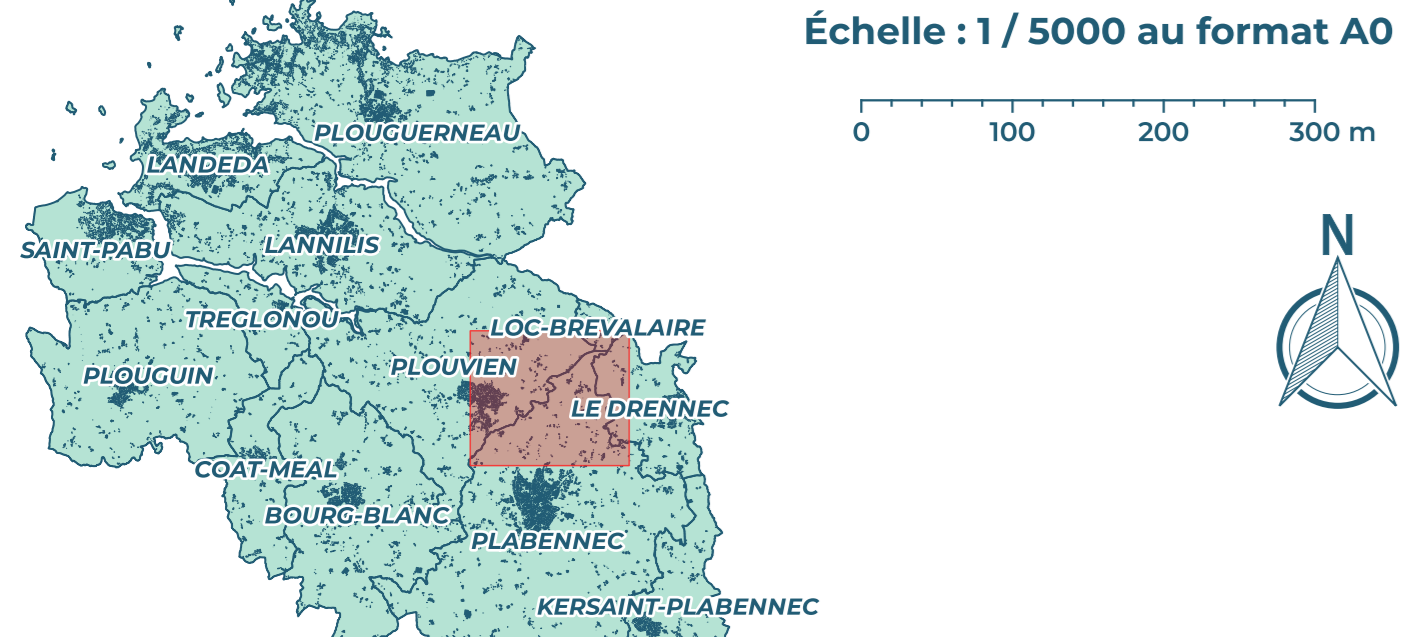 Échelle : 1 / 5000 au format A0
0 100 200 300 m
N
PLOUGUERNEAU
LANDEDA
SAINT-PABU
LANNILIS
TREGLONOU
LOC-BREVALAIRE
PLOUVIEN
PLOUGUIN
LE DRENNEC
COAT-MEAL
BOURG-BLANC
PLABENNEC
KERSAINT-PLABENNEC